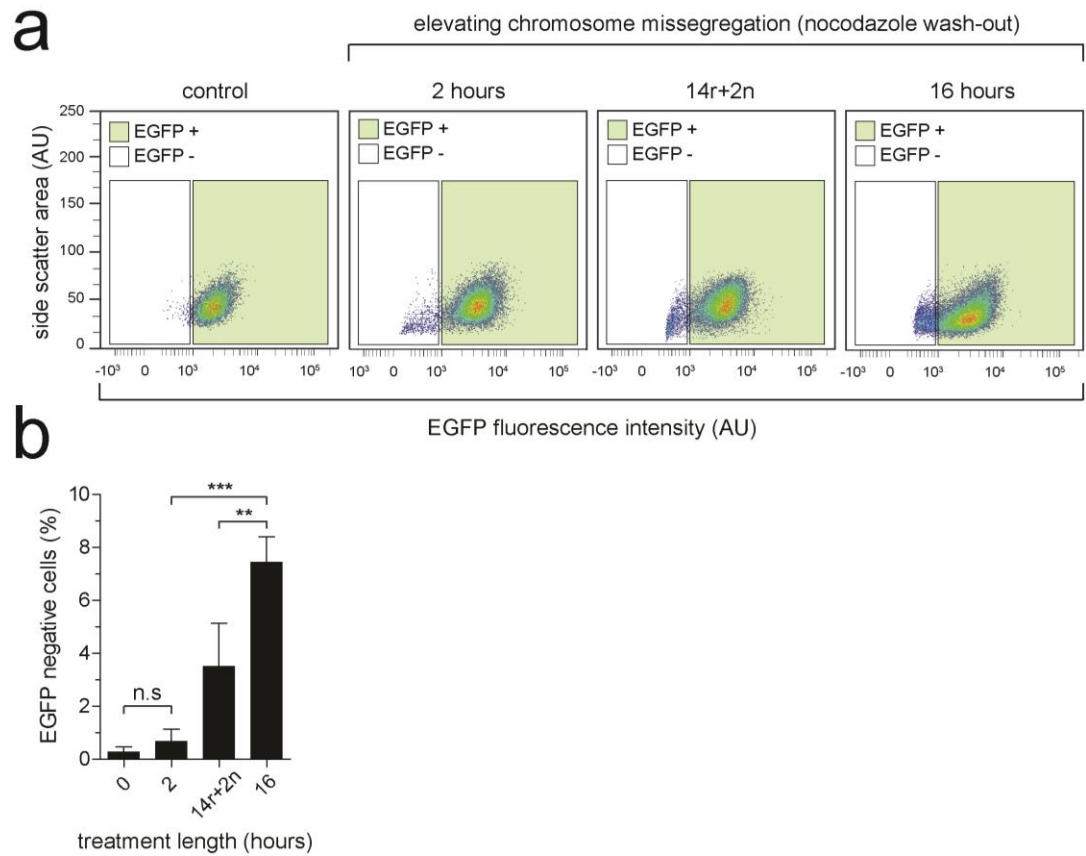 a
elevating chromosome missegregation (nocodazole wash-out)
control
2 hours
14r+2n
16 hours
side scatter area (AU)
250
200
150
100
50
0
EGFP +
EGFP -
EGFP +
EGFP -
EGFP +
EGFP -
EGFP +
EGFP -
-10³ 0 10³ 10⁴ 10⁵
10³ 0 10³ 10⁴ 10⁵
-10³ 0 10³ 10⁴ 10⁵
-10³ 0 10³ 10⁴ 10⁵
EGFP fluorescence intensity (AU)
b
EGFP negative cells (%)
10
8
6
4
2
0
***
**
n.s
0
2
14r+2n
16
treatment length (hours)